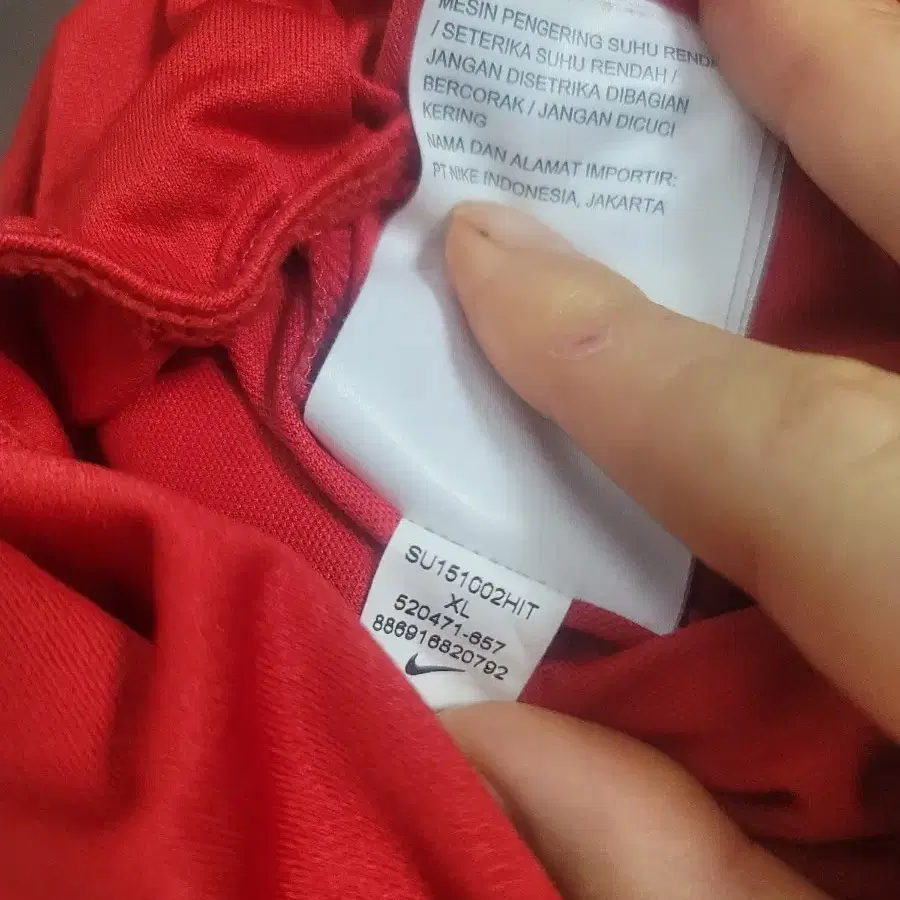 MESIN PENGERING SUHU
/ SETERIKA SUHU RENDAH /
JANGAN DISETRIKA DIBAGIAN
BERCORAK / JANGAN DICUCI
KERING
NAMA DAN ALAMAT IMPORTIR:
PT NIKE INDONESIA, JAKARTA
SU151002HIT
XL
520471-657
886916820792